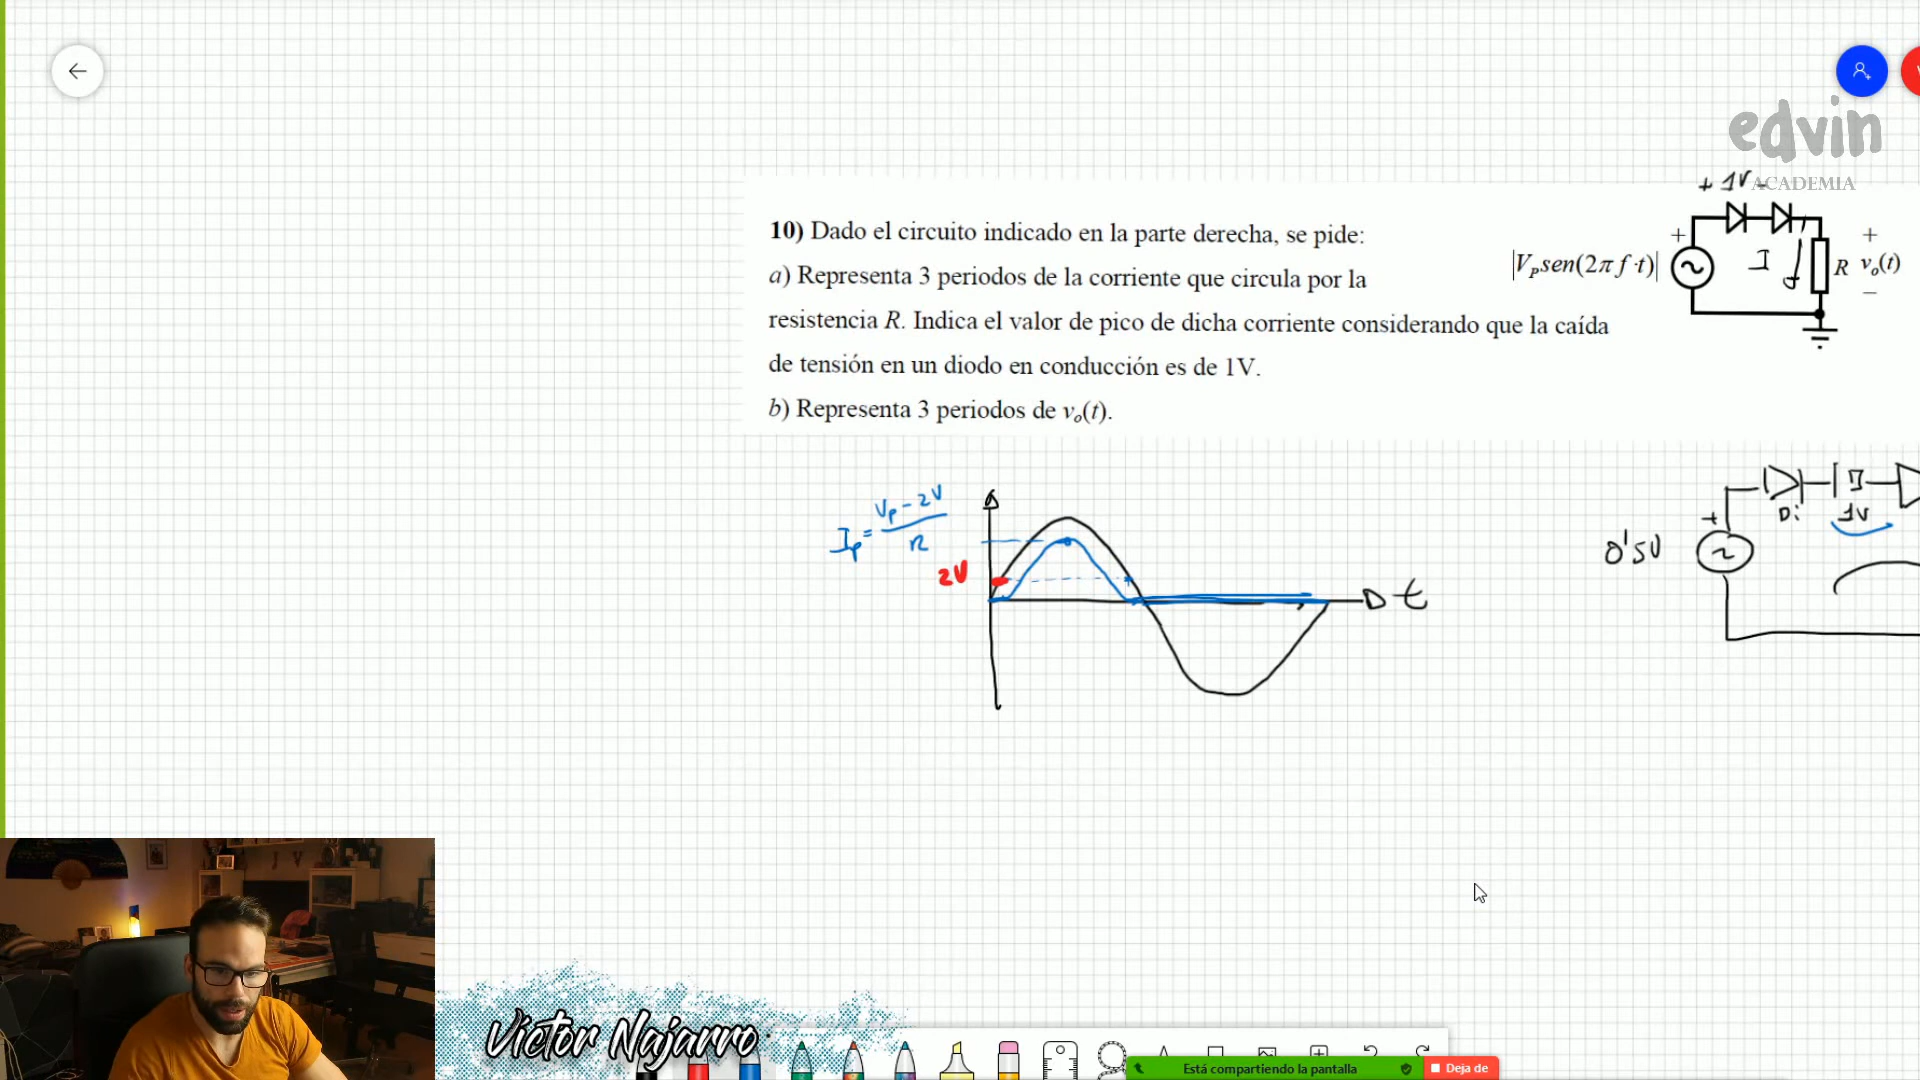 edvin
ACADEMIA
+ 1V -
10) Dado el circuito indicado en la parte derecha, se pide:
a) Representa 3 periodos de la corriente que circula por la
resistencia R. Indica el valor de pico de dicha corriente considerando que la caída
de tensión en un diodo en conducción es de 1V.
b) Representa 3 periodos de vₒ(t).
|Vₚsen(2π f·t)|
+
I
R
+
vₒ(t)
−
Iₚ = (Vₚ - 2V) / R
2V
t
Di
1V
+
0'5V
Víctor Najarro
Está compartiendo la pantalla
Deja de